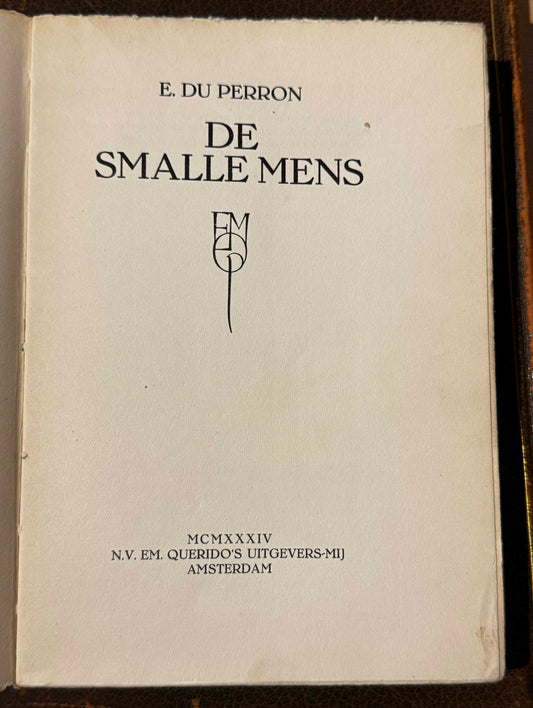 E. DU PERRON
DE
SMALLE MENS
EM
Q
MCMXXXIV
N.V. EM. QUERIDO'S UITGEVERS-MIJ
AMSTERDAM